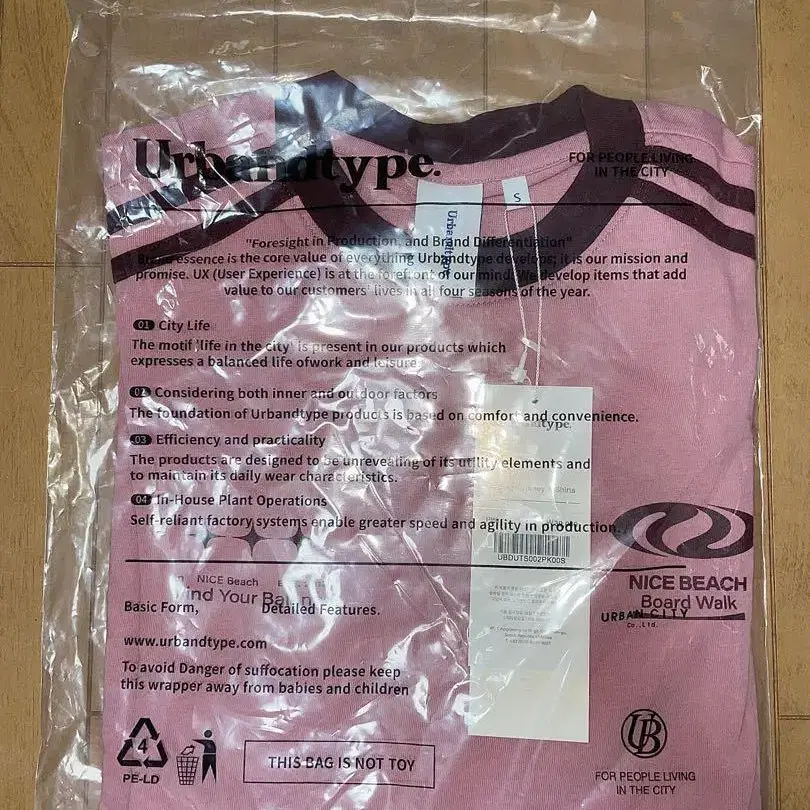 Urbandtype.
FOR PEOPLE LIVING
IN THE CITY
S
"Foresight in Production, and Brand Differentiation"
Brand essence is the core value of everything Urbandtype develops; it is our mission and
promise. UX (User Experience) is at the forefront of our mind. We develop items that add
value to our customers' lives in all four seasons of the year.
01 City Life
The motif 'life in the city' is present in our products which
expresses a balanced life ofwork and leisure
02 Considering both inner and outdoor factors
The foundation of Urbandtype products is based on comfort and convenience.
03 Efficiency and practicality
The products are designed to be unrevealing of its utility elements and
to maintain its daily wear characteristics.
04 In-House Plant Operations
Self-reliant factory systems enable greater speed and agility in production.
UBDUTS002PK00S
NICE Beach
Mind Your
Basic Form, Detailed Features.
NICE BEACH
Board Walk
URBAN CITY
Co.,Ltd.
www.urbandtype.com
To avoid Danger of suffocation please keep
this wrapper away from babies and children
4
PE-LD
THIS BAG IS NOT TOY
UB
FOR PEOPLE LIVING
IN THE CITY